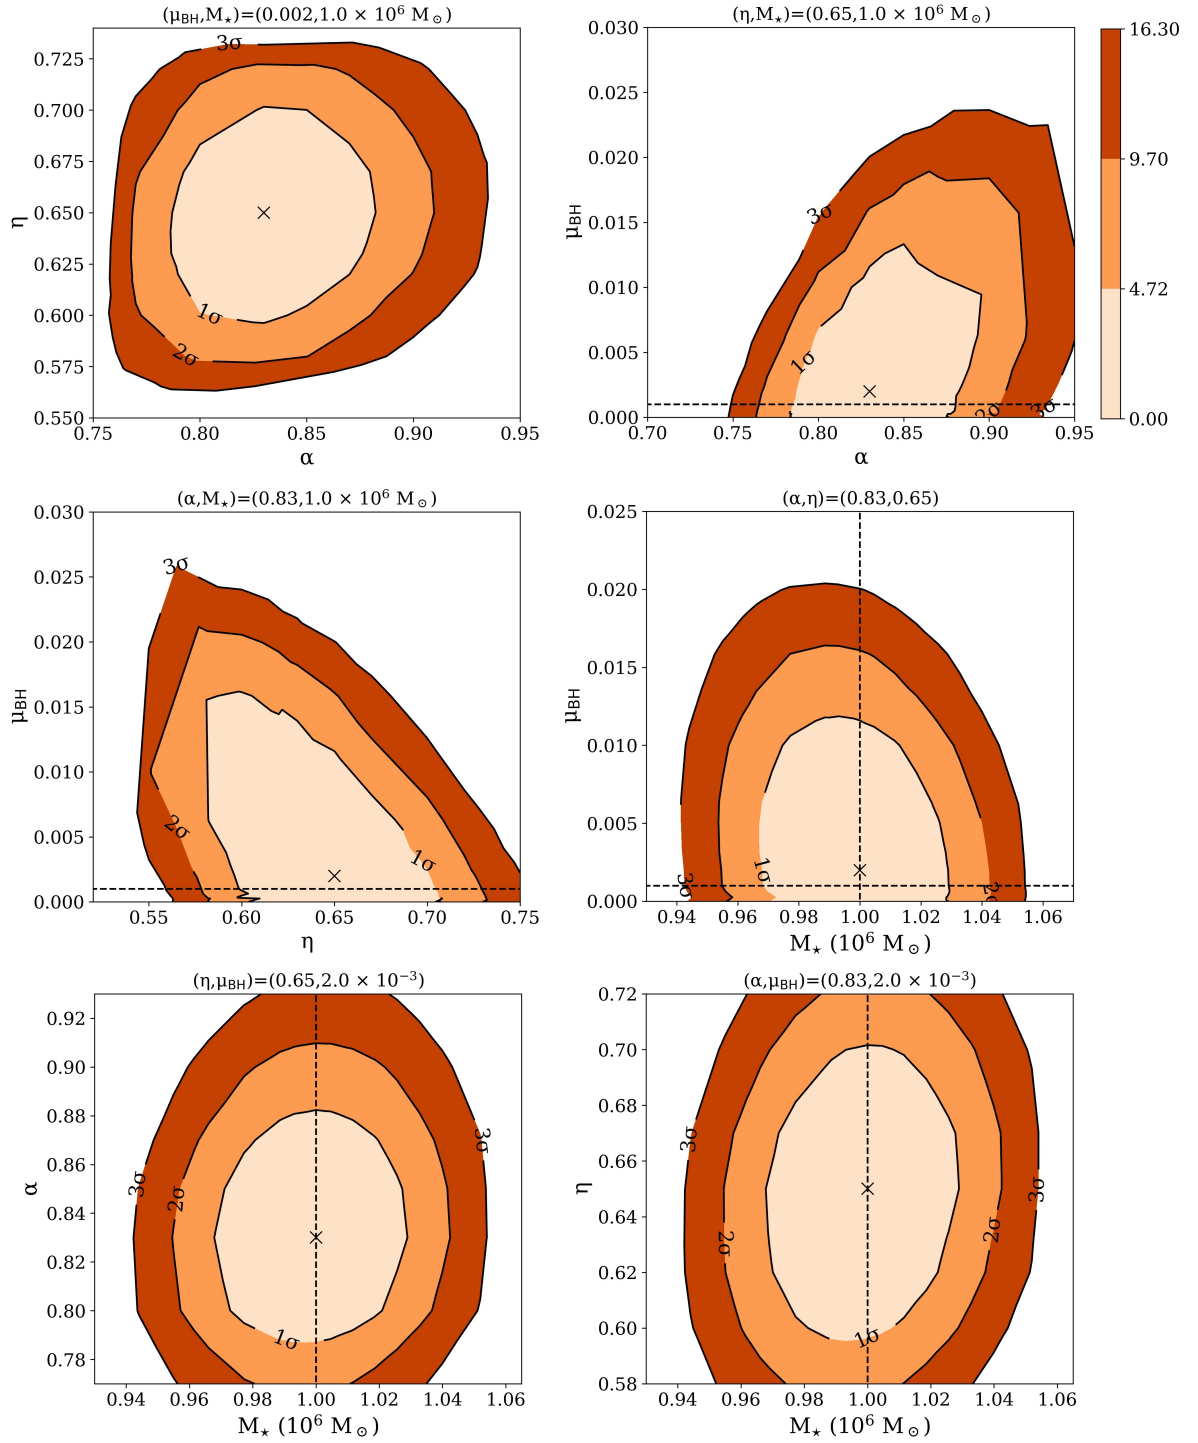 (μBH,M⋆)=(0.002,1.0 × 10⁶ M⊙)
0.725
0.700
0.675
0.650
0.625
0.600
0.575
0.550
η
3σ
1σ
2σ
0.75 0.80 0.85 0.90 0.95
α
(η,M⋆)=(0.65,1.0 × 10⁶ M⊙)
0.030
0.025
0.020
0.015
0.010
0.005
0.000
μBH
3σ
1σ
2σ
3σ
0.70 0.75 0.80 0.85 0.90 0.95
α
16.30
9.70
4.72
0.00
(α,M⋆)=(0.83,1.0 × 10⁶ M⊙)
0.030
0.025
0.020
0.015
0.010
0.005
0.000
μBH
3σ
2σ
1σ
0.55 0.60 0.65 0.70 0.75
η
(α,η)=(0.83,0.65)
0.025
0.020
0.015
0.010
0.005
0.000
μBH
1σ
3σ
2σ
0.94 0.96 0.98 1.00 1.02 1.04 1.06
M⋆ (10⁶ M⊙)
(η,μBH)=(0.65,2.0 × 10⁻³)
0.92
0.90
0.88
0.86
0.84
0.82
0.80
0.78
α
3σ
3σ
2σ
1σ
0.94 0.96 0.98 1.00 1.02 1.04 1.06
M⋆ (10⁶ M⊙)
(α,μBH)=(0.83,2.0 × 10⁻³)
0.72
0.70
0.68
0.66
0.64
0.62
0.60
0.58
η
3σ
3σ
2σ
2σ
1σ
0.94 0.96 0.98 1.00 1.02 1.04 1.06
M⋆ (10⁶ M⊙)